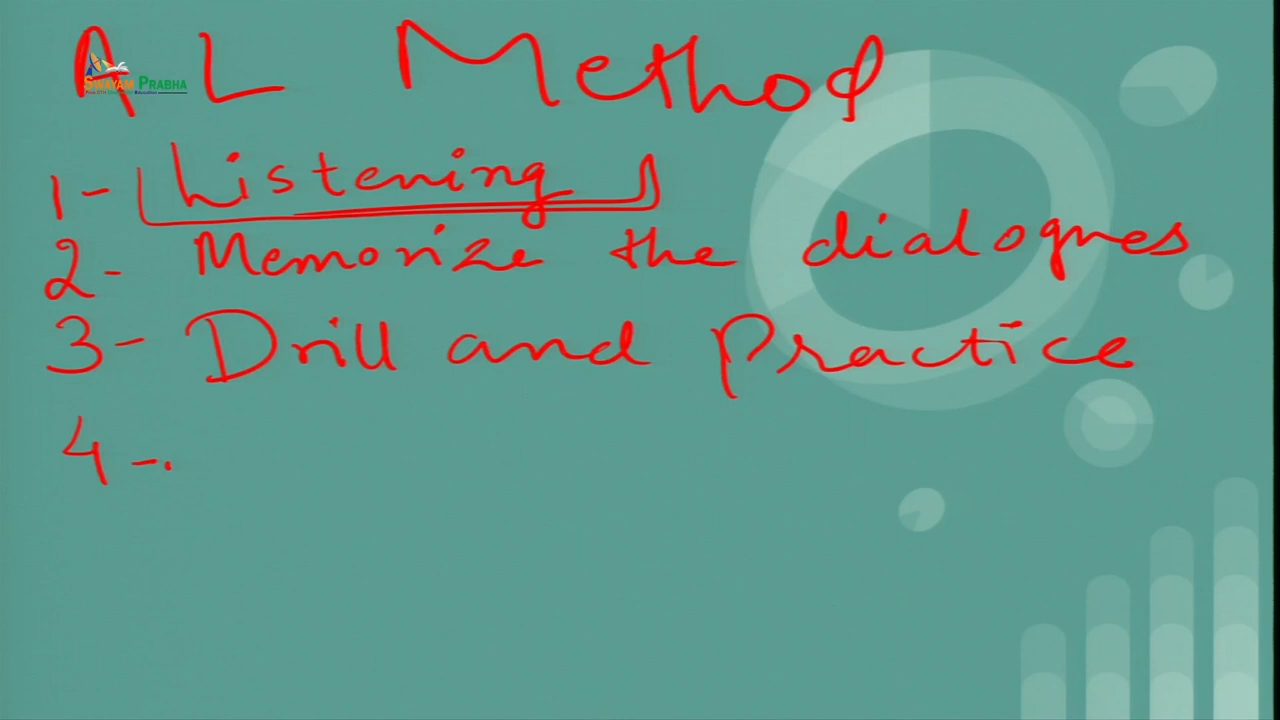 A L Method
SWAYAM PRABHA
1- Listening
2- Memorize the dialogues
3- Drill and Practice
4-